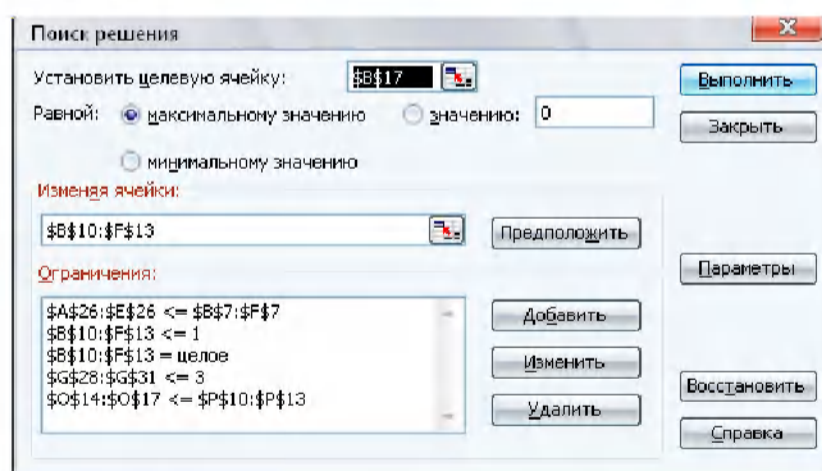 Поиск решения
Установить целевую ячейку: $B$17
Выполнить
Равной: максимальному значению значению: 0
Закрыть
минимальному значению
Изменяя ячейки:
$B$10:$F$13
Предположить
Ограничения:
Параметры
$A$26:$E$26 <= $B$7:$F$7
$B$10:$F$13 <= 1
$B$10:$F$13 = целое
$G$28:$G$31 <= 3
$O$14:$O$17 <= $P$10:$P$13
Добавить
Изменить
Удалить
Восстановить
Справка